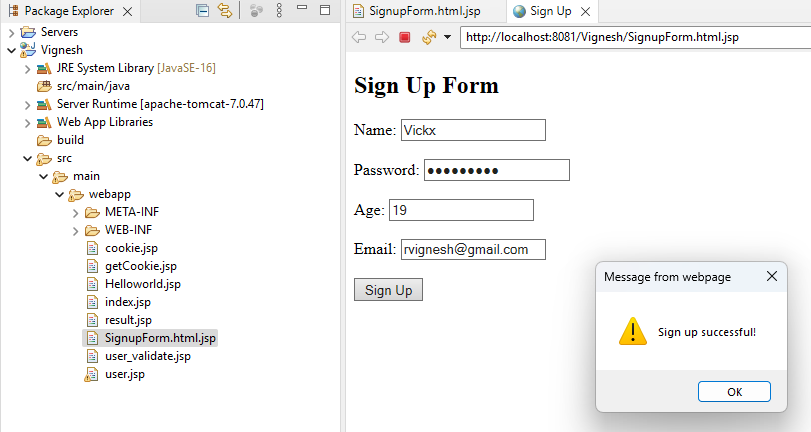 Package Explorer
Servers
Vignesh
JRE System Library [JavaSE-16]
src/main/java
Server Runtime [apache-tomcat-7.0.47]
Web App Libraries
build
src
main
webapp
META-INF
WEB-INF
cookie.jsp
getCookie.jsp
Helloworld.jsp
index.jsp
result.jsp
SignupForm.html.jsp
user_validate.jsp
user.jsp
SignupForm.html.jsp
Sign Up
http://localhost:8081/Vignesh/SignupForm.html.jsp
Sign Up Form
Name: Vickx
Password: •••••••••
Age: 19
Email: rvignesh@gmail.com
Sign Up
Message from webpage
Sign up successful!
OK